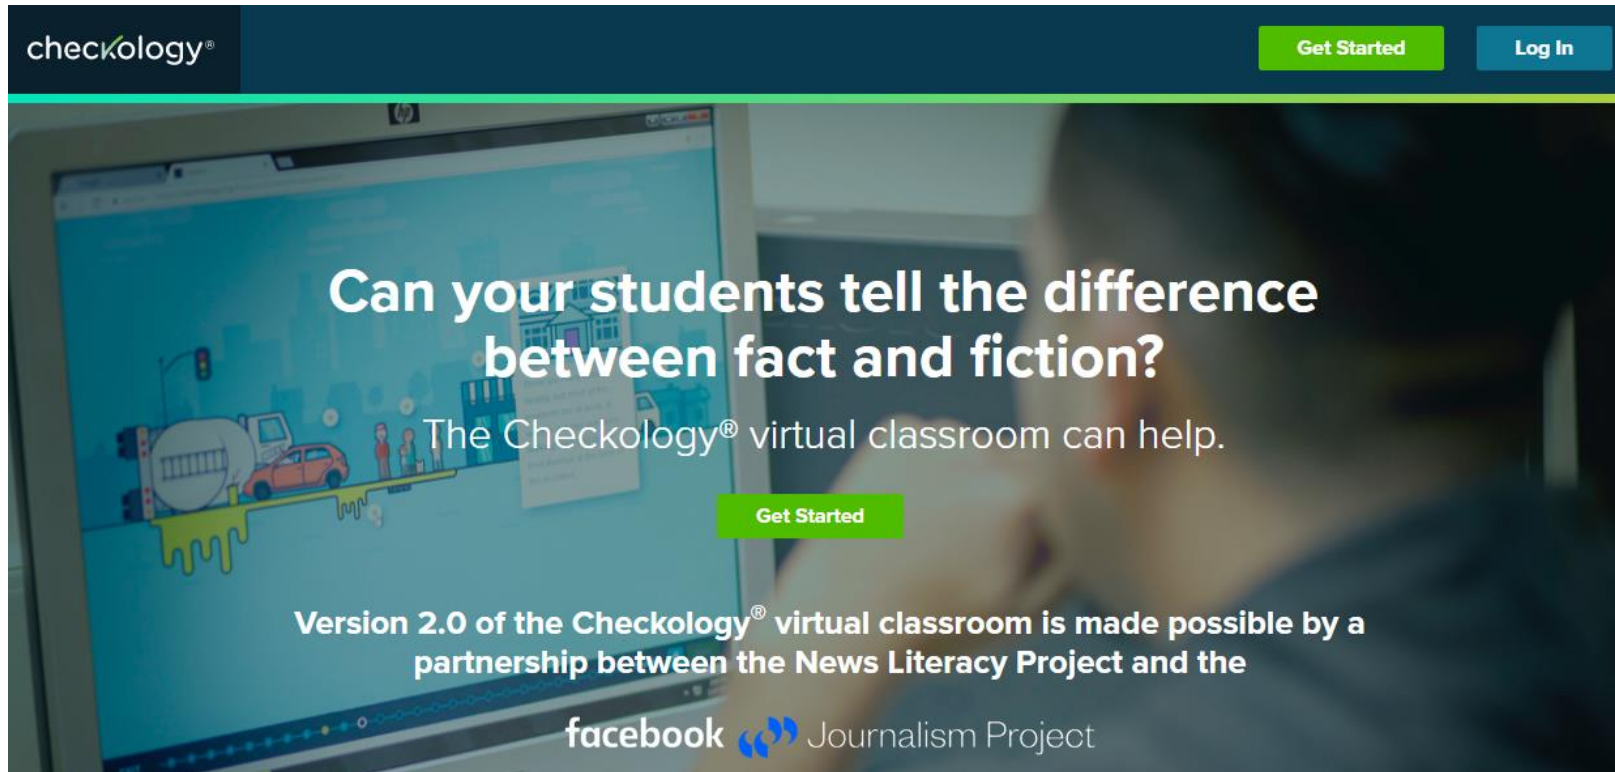 checkology®
Get Started
Log In
Can your students tell the difference
between fact and fiction?
The Checkology® virtual classroom can help.
Get Started
Version 2.0 of the Checkology® virtual classroom is made possible by a
partnership between the News Literacy Project and the
facebook Journalism Project